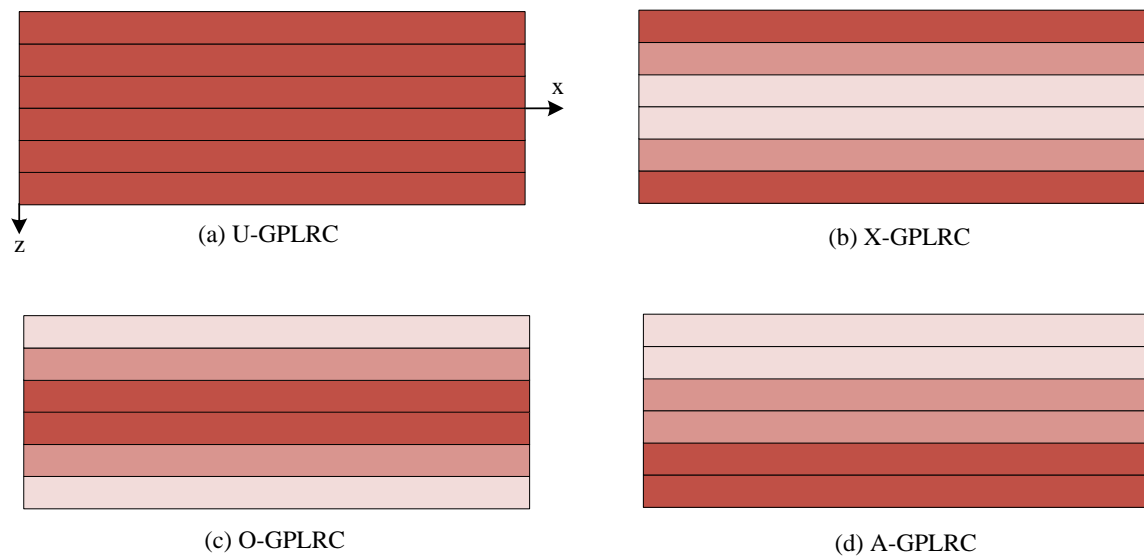 x
z
(a) U-GPLRC
(b) X-GPLRC
(c) O-GPLRC
(d) A-GPLRC